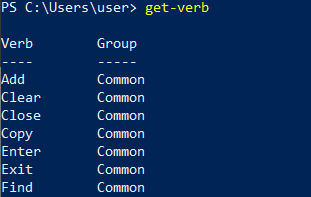 PS C:\Users\user> get-verb
Verb Group
---- -----
Add Common
Clear Common
Close Common
Copy Common
Enter Common
Exit Common
Find Common